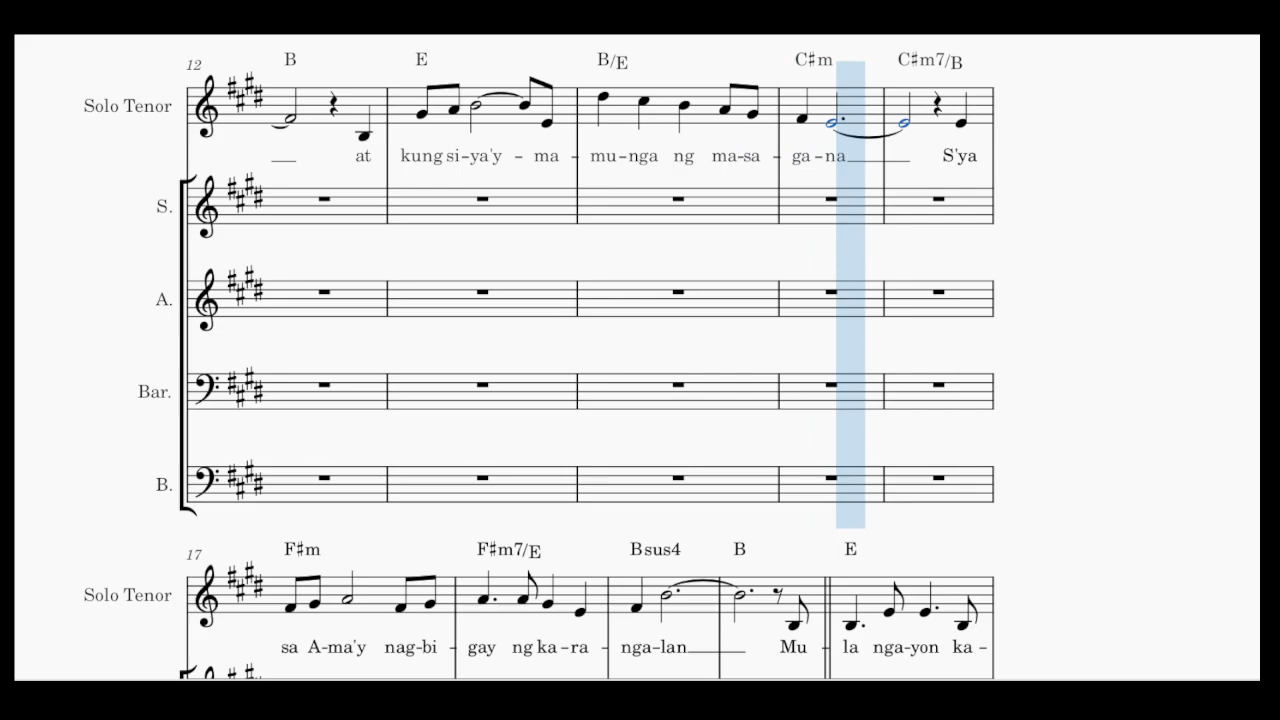 12 B E B/E C♯m C♯m7/B
Solo Tenor
at kung si-ya'y - ma - mu-nga ng ma-sa - ga-na S'ya
S.
A.
Bar.
B.
17 F♯m F♯m7/E Bsus4 B E
Solo Tenor
sa A-ma'y nag-bi - gay ng ka-ra - nga-lan Mu - la nga-yon ka -